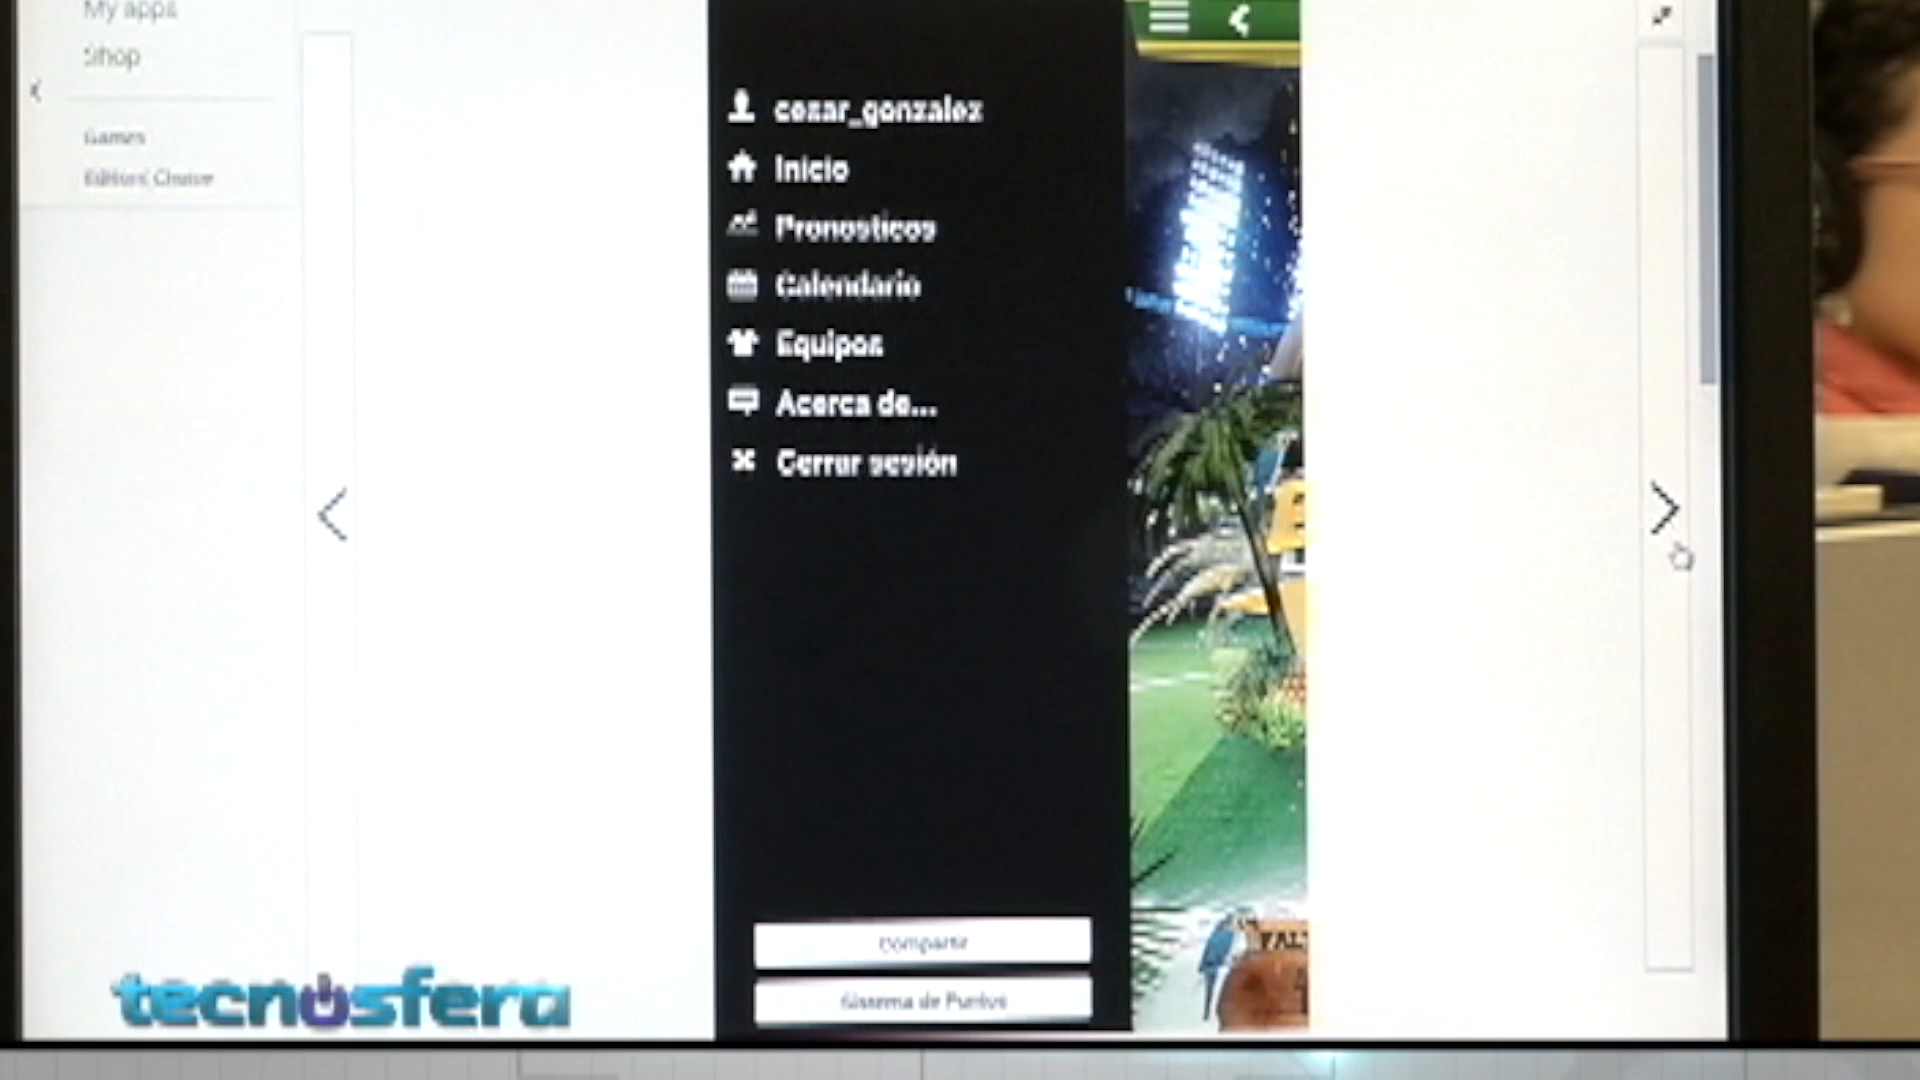 My apps
Shop
Games
Editors' Choice
cezar_gonzalez
Inicio
Pronosticos
Calendario
Equipos
Acerca de...
Cerrar sesión
Compartir
Sistema de Puntos
tecnosfera